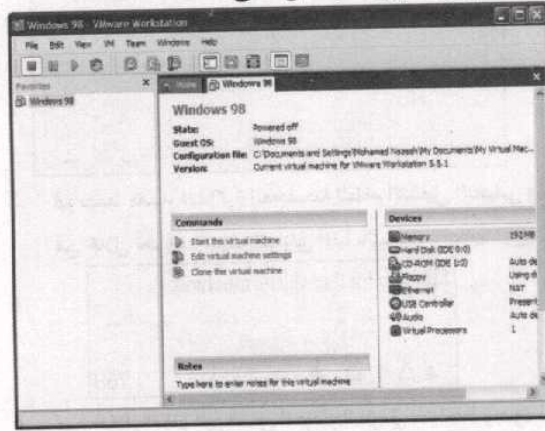 Windows 98 - VMware Workstation
File Edit View VM Team Windows Help
Favorites
Windows 98
Home
Windows 98
Windows 98
State: Powered off
Guest OS: Windows 98
Configuration file: C:\Documents and Settings\Mohamed \My Documents\My Virtual Mac...
Version: Current virtual machine for VMware Workstation 5.5.1
Commands
Start this virtual machine
Edit virtual machine settings
Clone this virtual machine
Devices
Memory 192 MB
Hard Disk (IDE 0:0)
CD-ROM (IDE 1:0) Auto de
Floppy Using d
Ethernet NAT
USB Controller Present
Audio Auto de
Virtual Processors 1
Notes
Type here to enter notes for this virtual machine